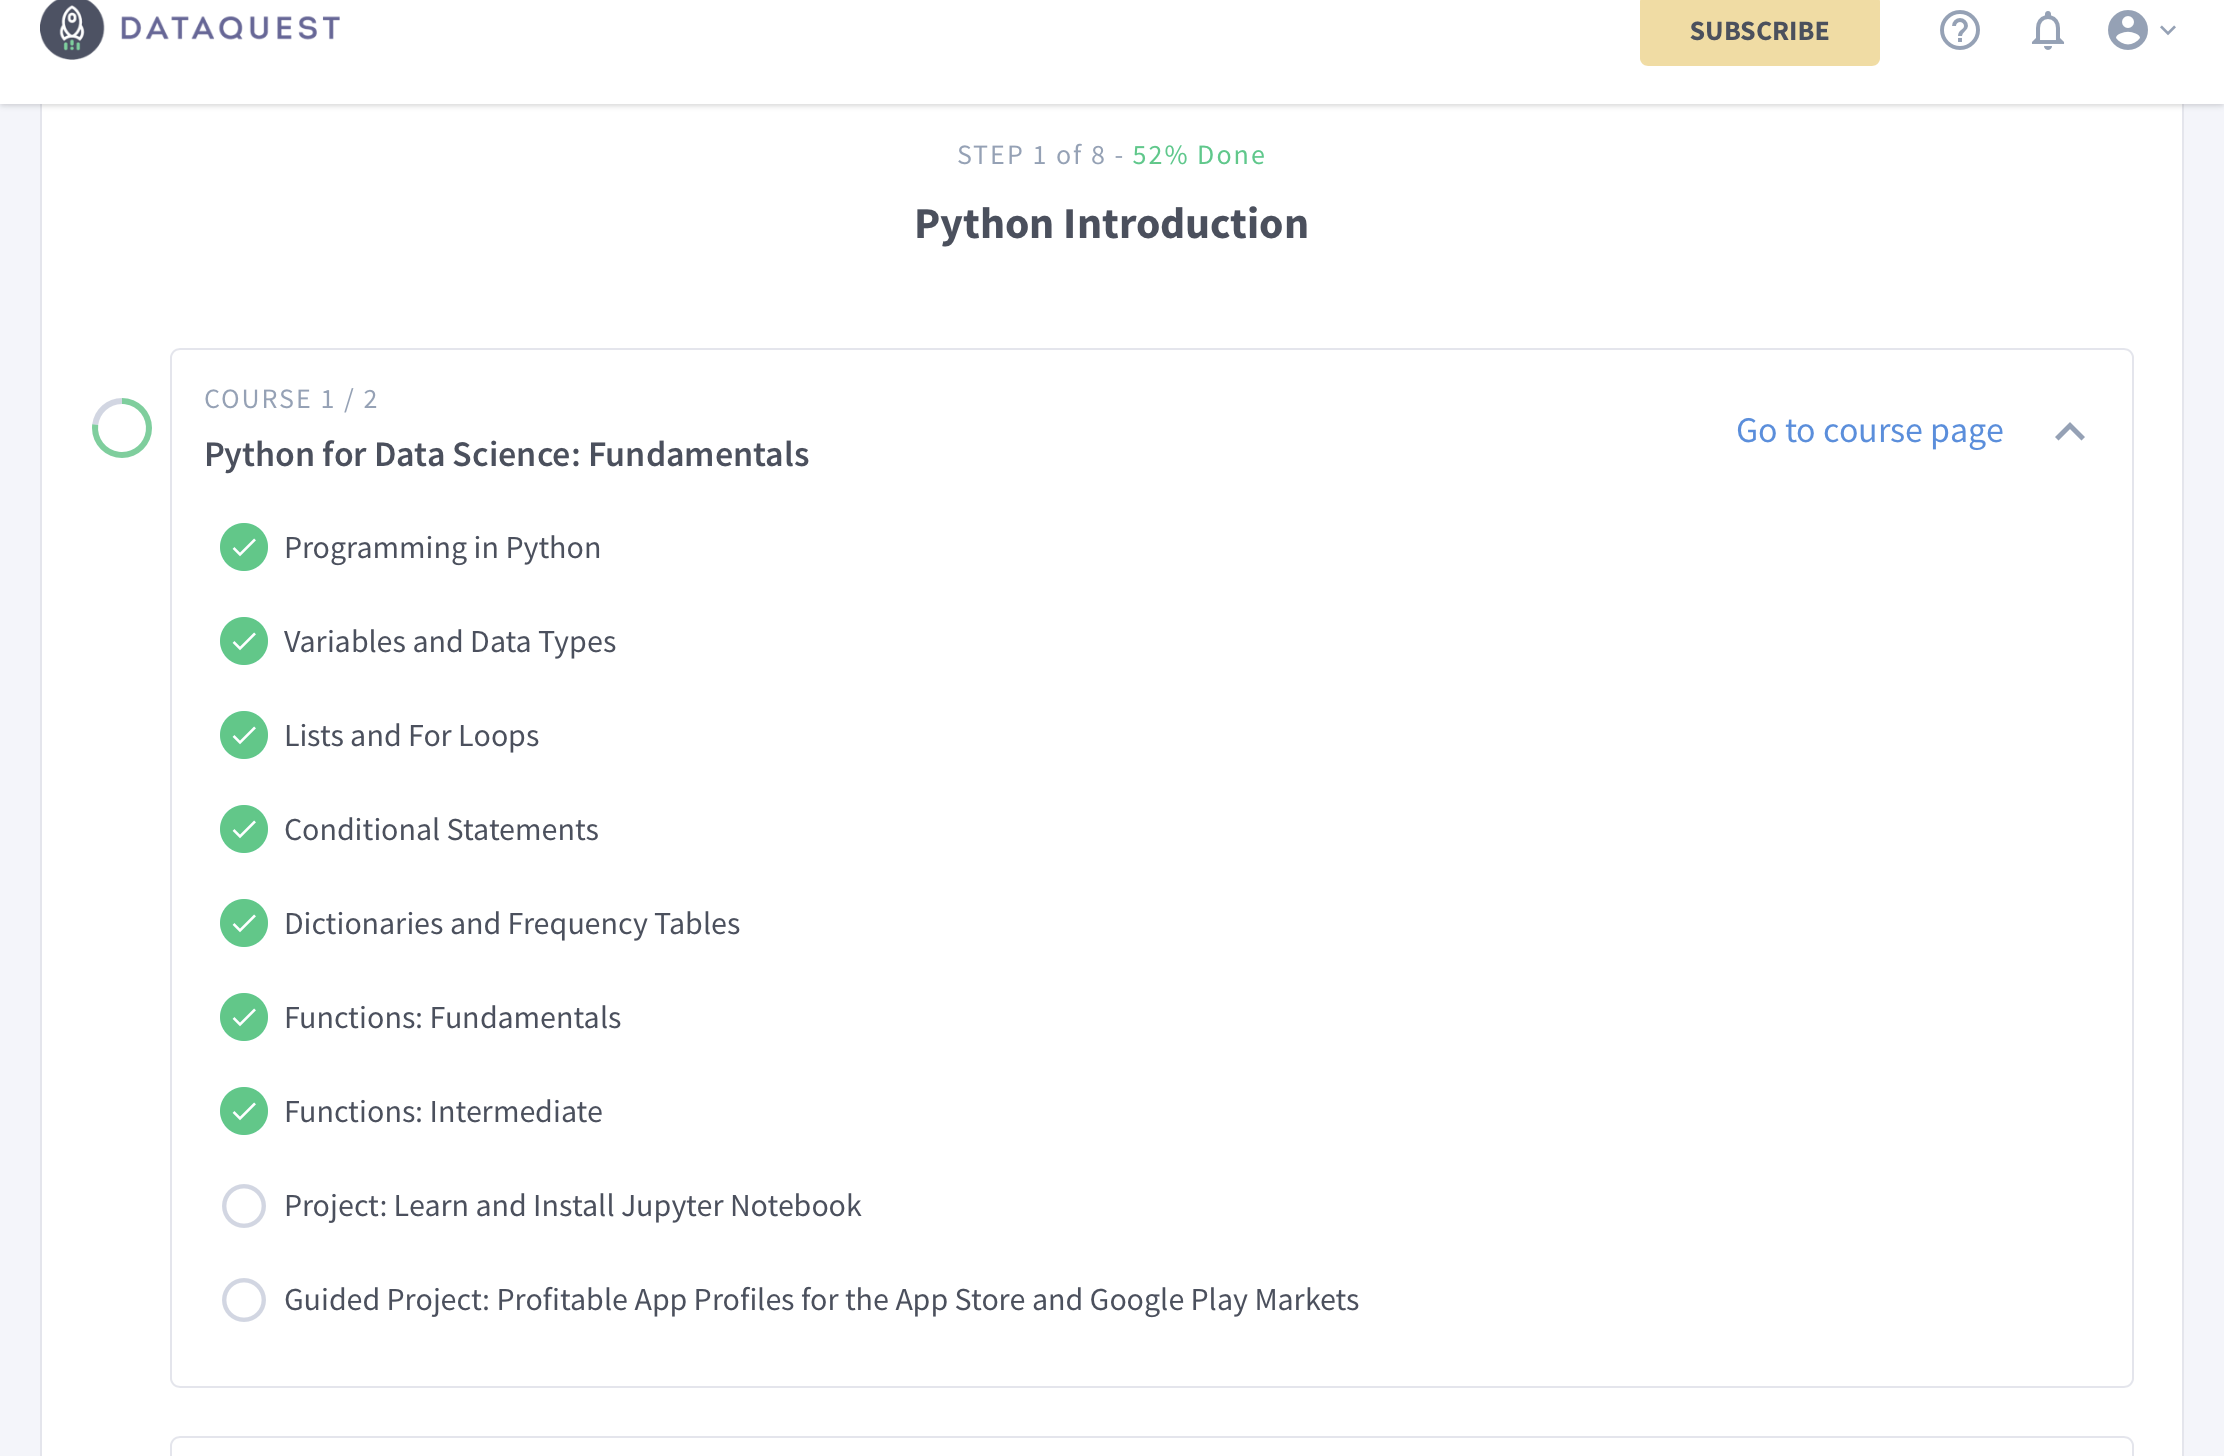 DATAQUEST
SUBSCRIBE
STEP 1 of 8 - 52% Done
Python Introduction
COURSE 1 / 2
Python for Data Science: Fundamentals
Go to course page
Programming in Python
Variables and Data Types
Lists and For Loops
Conditional Statements
Dictionaries and Frequency Tables
Functions: Fundamentals
Functions: Intermediate
Project: Learn and Install Jupyter Notebook
Guided Project: Profitable App Profiles for the App Store and Google Play Markets